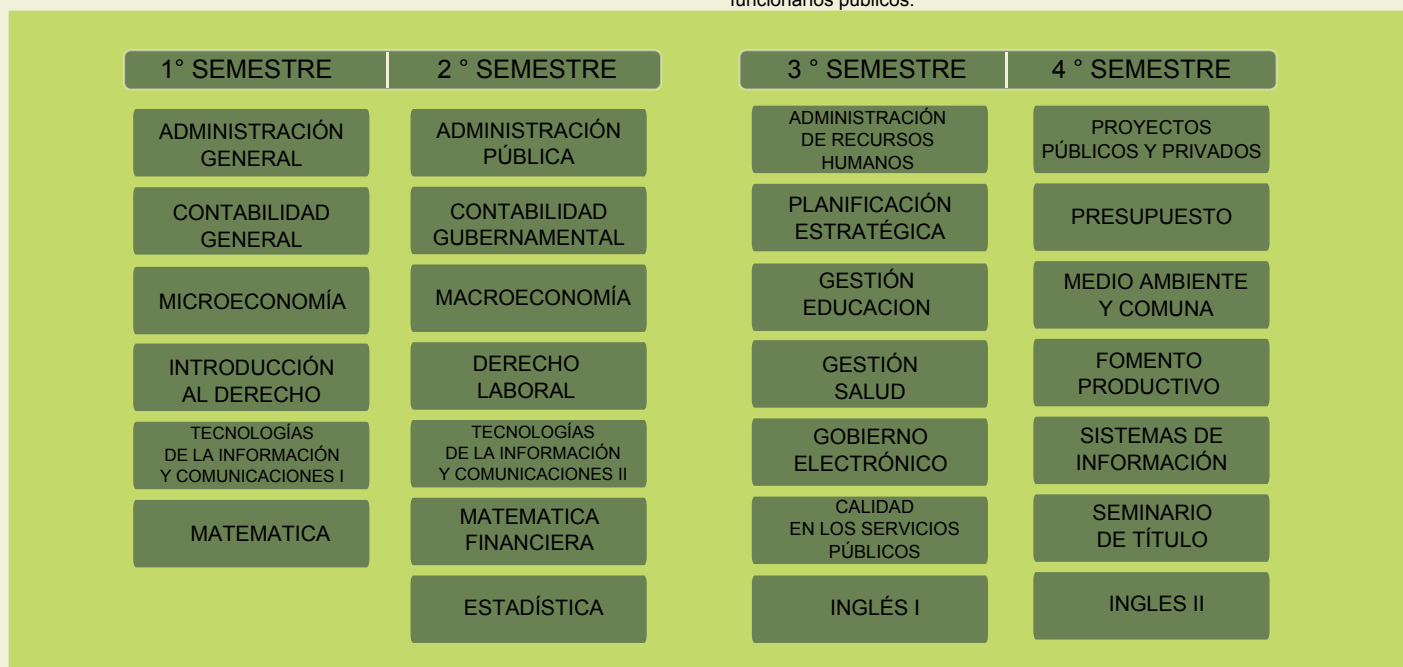 funcionarios públicos.
1° SEMESTRE
2 ° SEMESTRE
3 ° SEMESTRE
4 ° SEMESTRE
ADMINISTRACIÓN
GENERAL
CONTABILIDAD
GENERAL
MICROECONOMÍA
INTRODUCCIÓN
AL DERECHO
TECNOLOGÍAS
DE LA INFORMACIÓN
Y COMUNICACIONES I
MATEMATICA
ADMINISTRACIÓN
PÚBLICA
CONTABILIDAD
GUBERNAMENTAL
MACROECONOMÍA
DERECHO
LABORAL
TECNOLOGÍAS
DE LA INFORMACIÓN
Y COMUNICACIONES II
MATEMATICA
FINANCIERA
ESTADÍSTICA
ADMINISTRACIÓN
DE RECURSOS
HUMANOS
PLANIFICACIÓN
ESTRATÉGICA
GESTIÓN
EDUCACION
GESTIÓN
SALUD
GOBIERNO
ELECTRÓNICO
CALIDAD
EN LOS SERVICIOS
PÚBLICOS
INGLÉS I
PROYECTOS
PÚBLICOS Y PRIVADOS
PRESUPUESTO
MEDIO AMBIENTE
Y COMUNA
FOMENTO
PRODUCTIVO
SISTEMAS DE
INFORMACIÓN
SEMINARIO
DE TÍTULO
INGLES II